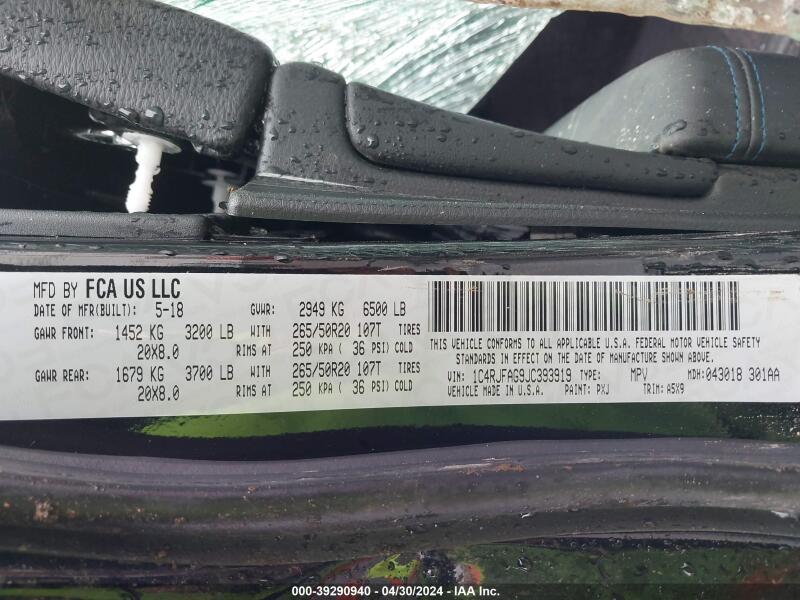 MFD BY FCA US LLC
DATE OF MFR(BUILT): 5-18 GVWR: 2949 KG 6500 LB
GAWR FRONT: 1452 KG 3200 LB WITH 265/50R20 107T TIRES
20X8.0 RIMS AT 250 KPA ( 36 PSI) COLD
GAWR REAR: 1679 KG 3700 LB WITH 265/50R20 107T TIRES
20X8.0 RIMS AT 250 KPA ( 36 PSI) COLD
THIS VEHICLE CONFORMS TO ALL APPLICABLE U.S.A. FEDERAL MOTOR VEHICLE SAFETY
STANDARDS IN EFFECT ON THE DATE OF MANUFACTURE SHOWN ABOVE.
VIN: 1C4RJFAG9JC393919 TYPE: MPV MDH: 043018 301AA
VEHICLE MADE IN U.S.A. PAINT: PXJ TRIM: A5X9
000-39290940 - 04/30/2024 - IAA Inc.